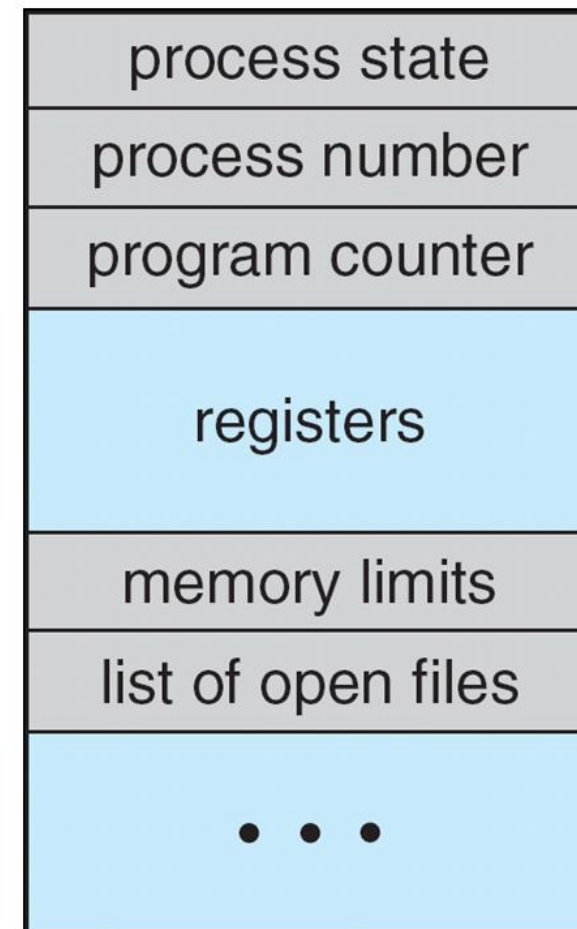 process state
process number
program counter
registers
memory limits
list of open files
• • •